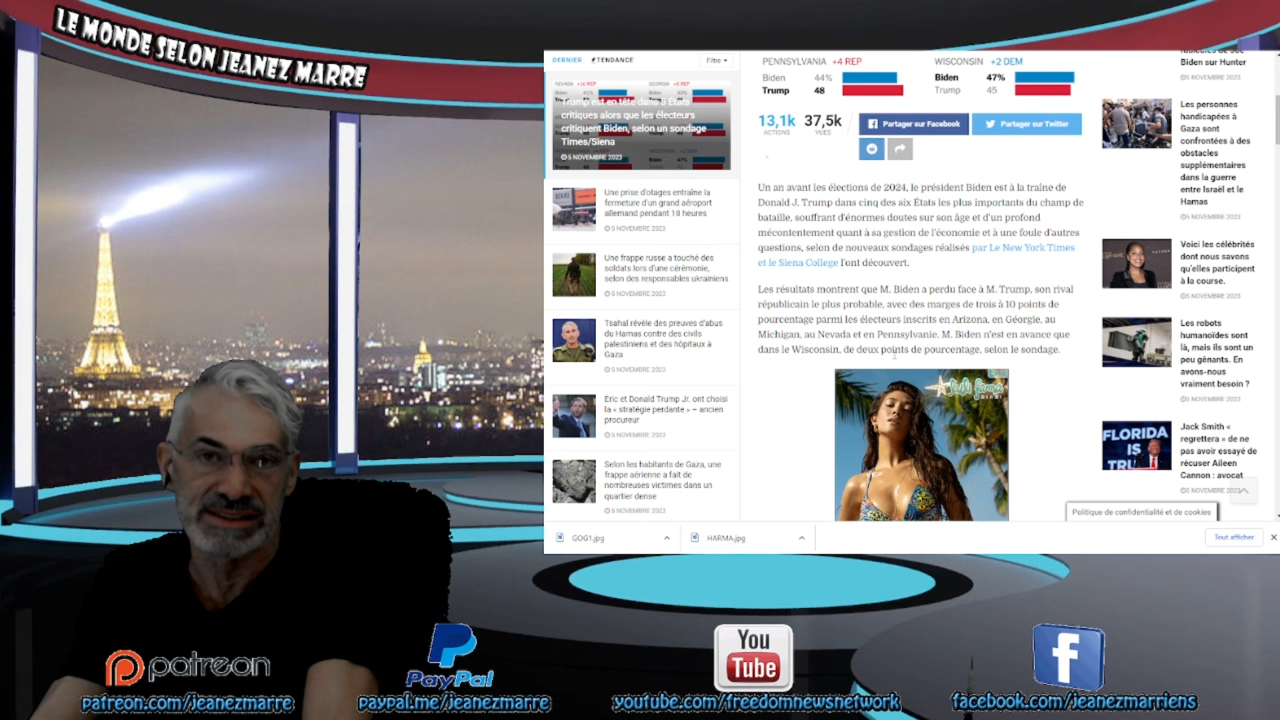 LE MONDE SELON JEANEZ MARRE
DERNIER
TENDANCE
Filtre
Trump est en tête dans 5 États
critiques alors que les électeurs
critiquent Biden, selon un sondage
Times/Siena
5 NOVEMBRE 2023
Une prise d'otages entraîne la
fermeture d'un grand aéroport
allemand pendant 18 heures
5 NOVEMBRE 2023
Une frappe russe a touché des
soldats lors d'une cérémonie,
selon des responsables ukrainiens
5 NOVEMBRE 2023
Tsahal révèle des preuves d'abus
du Hamas contre des civils
palestiniens et des hôpitaux à
Gaza
5 NOVEMBRE 2023
Eric et Donald Trump Jr. ont choisi
la « stratégie perdante » – ancien
procureur
5 NOVEMBRE 2023
Selon les habitants de Gaza, une
frappe aérienne a fait de
nombreuses victimes dans un
quartier dense
5 NOVEMBRE 2023
PENNSYLVANIA +4 REP
Biden 44%
Trump 48
WISCONSIN +2 DEM
Biden 47%
Trump 45
13,1k
ACTIONS
37,5k
VUES
Partager sur Facebook
Partager sur Twitter
Un an avant les élections de 2024, le président Biden est à la traîne de
Donald J. Trump dans cinq des six États les plus importants du champ de
bataille, souffrant d'énormes doutes sur son âge et d'un profond
mécontentement quant à sa gestion de l'économie et à une foule d'autres
questions, selon de nouveaux sondages réalisés par Le New York Times
et le Siena College l'ont découvert.
Les résultats montrent que M. Biden a perdu face à M. Trump, son rival
républicain le plus probable, avec des marges de trois à 10 points de
pourcentage parmi les électeurs inscrits en Arizona, en Géorgie, au
Michigan, au Nevada et en Pennsylvanie. M. Biden n'est en avance que
dans le Wisconsin, de deux points de pourcentage, selon le sondage.
Biden sur Hunter
5 NOVEMBRE 2023
Les personnes
handicapées à
Gaza sont
confrontées à des
obstacles
supplémentaires
dans la guerre
entre Israël et le
Hamas
5 NOVEMBRE 2023
Voici les célébrités
dont nous savons
qu'elles participent
à la course.
5 NOVEMBRE 2023
Les robots
humanoïdes sont
là, mais ils sont un
peu gênants. En
avons-nous
vraiment besoin ?
5 NOVEMBRE 2023
FLORIDA
IS
Jack Smith «
regrettera » de ne
pas avoir essayé de
récuser Aileen
Cannon : avocat
5 NOVEMBRE 2023
Politique de confidentialité et de cookies
GOG1.jpg
HARMA.jpg
Tout afficher
patreon
patreon.com/jeanezmarre
PayPal
paypal.me/jeanezmarre
You
Tube
youtube.com/freedomnewsnetwork
f
facebook.com/jeanezmarriens